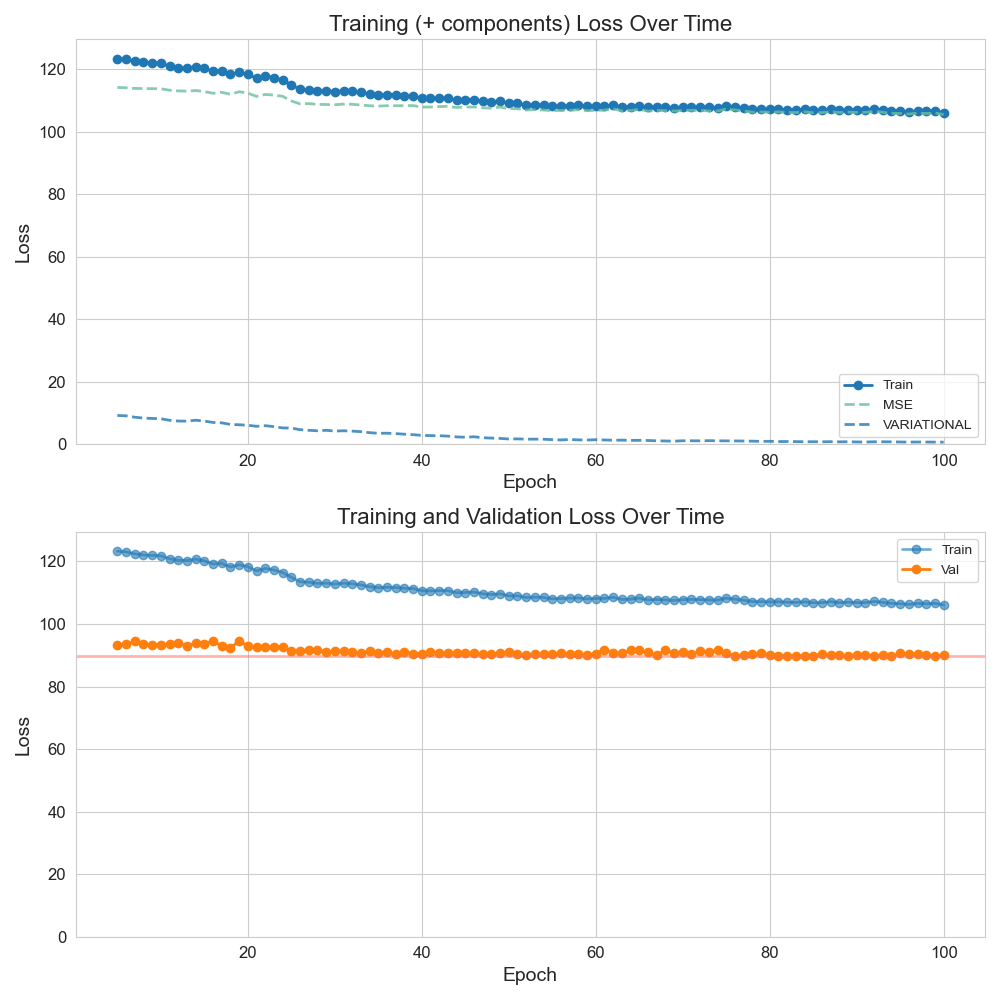 Training (+ components) Loss Over Time
Loss
120
100
80
60
40
20
0
Train
MSE
VARIATIONAL
20 40 60 80 100
Epoch
Training and Validation Loss Over Time
Loss
120
100
80
60
40
20
0
Train
Val
20 40 60 80 100
Epoch